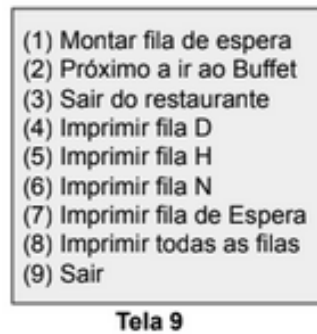 (1) Montar fila de espera
(2) Próximo a ir ao Buffet
(3) Sair do restaurante
(4) Imprimir fila D
(5) Imprimir fila H
(6) Imprimir fila N
(7) Imprimir fila de Espera
(8) Imprimir todas as filas
(9) Sair
Tela 9